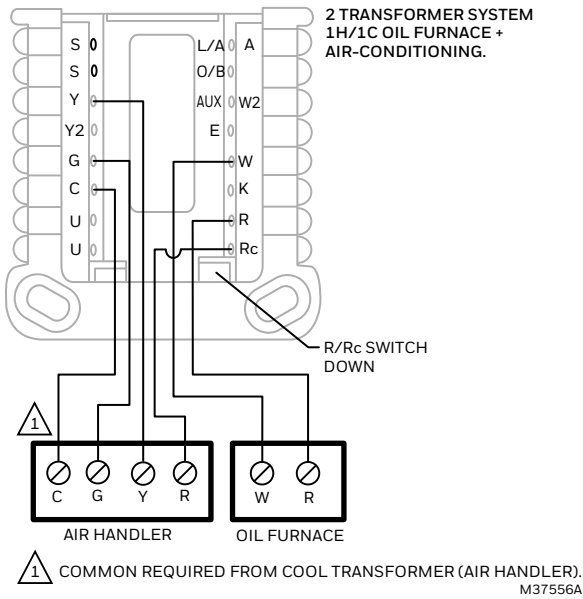 2 TRANSFORMER SYSTEM
1H/1C OIL FURNACE +
AIR-CONDITIONING.
S L/A A
S O/B
Y AUX W2
Y2 E
G W
C K
U R
U Rc
R/Rc SWITCH
DOWN
1
C G Y R W R
AIR HANDLER OIL FURNACE
1 COMMON REQUIRED FROM COOL TRANSFORMER (AIR HANDLER).
M37556A